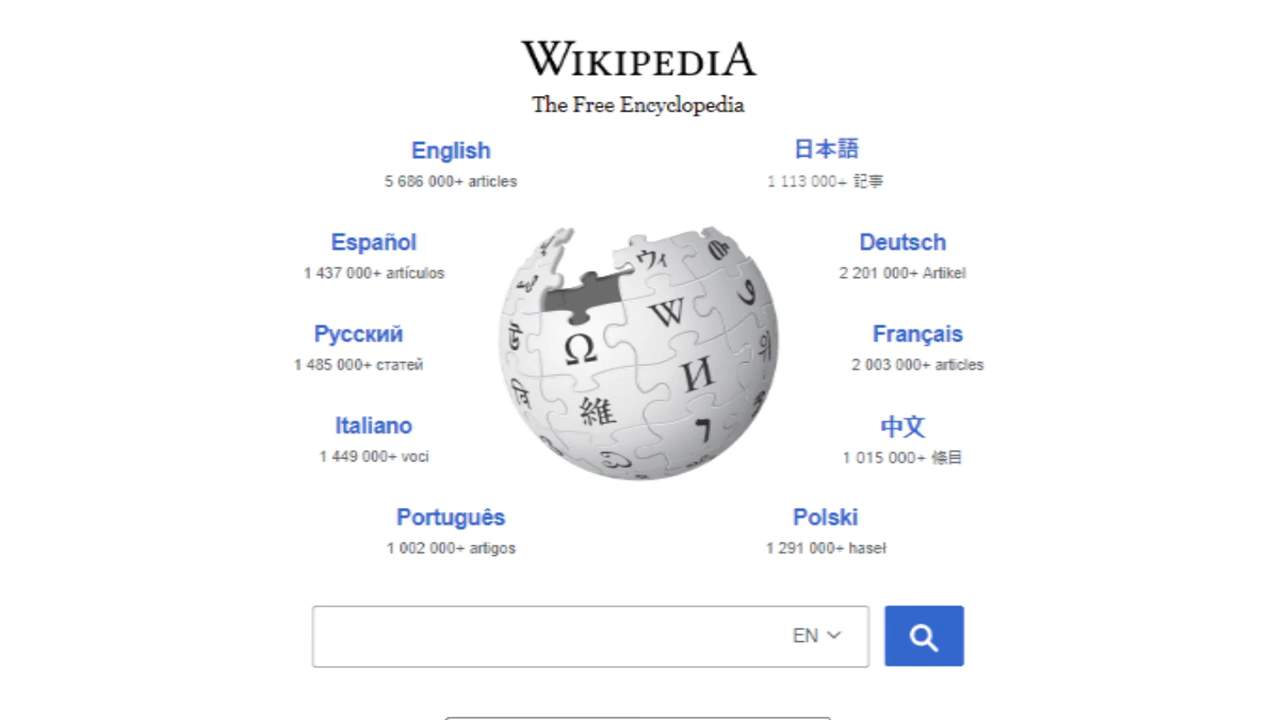 WIKIPEDIA
The Free Encyclopedia
English
5 686 000+ articles
日本語
1 113 000+ 記事
Español
1 437 000+ artículos
Deutsch
2 201 000+ Artikel
Русский
1 485 000+ статей
Français
2 003 000+ articles
Italiano
1 449 000+ voci
中文
1 015 000+ 條目
Português
1 002 000+ artigos
Polski
1 291 000+ haseł
ウィ
W
Ω
И
維
EN